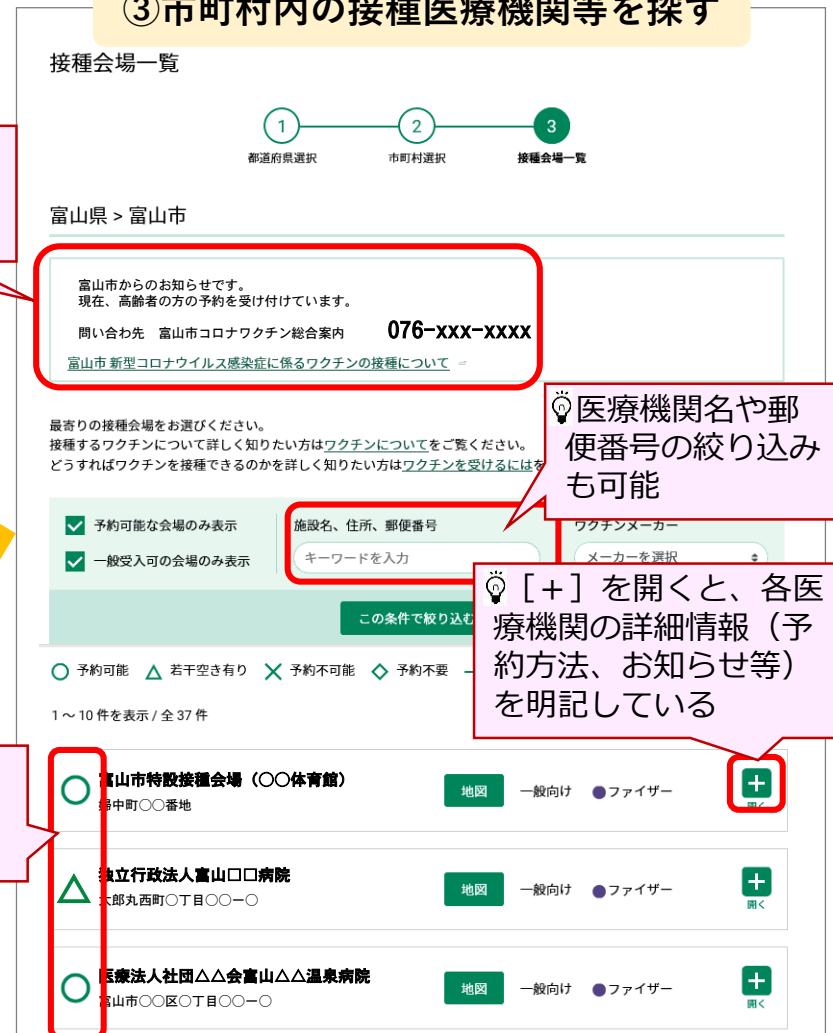 ③市町村内の接種医療機関等を探す
接種会場一覧
1
2
3
都道府県選択
市町村選択
接種会場一覧
富山県 > 富山市
富山市からのお知らせです。
現在、高齢者の方の予約を受け付けています。
問い合わせ先　富山市コロナワクチン総合案内　076-xxx-xxxx
富山市 新型コロナウイルス感染症に係るワクチンの接種について
最寄りの接種会場をお選びください。
接種するワクチンについて詳しく知りたい方はワクチンについてをご覧ください。
どうすればワクチンを接種できるのかを詳しく知りたい方はワクチンを受けるにはを
医療機関名や郵
便番号の絞り込み
も可能
予約可能な会場のみ表示
一般受入可の会場のみ表示
施設名、住所、郵便番号
キーワードを入力
ワクチンメーカー
メーカーを選択
この条件で絞り込む
［+］を開くと、各医
療機関の詳細情報（予
約方法、お知らせ等）
を明記している
○ 予約可能 △ 若干空き有り ✕ 予約不可能 ◇ 予約不要
1 ～ 10 件を表示 / 全 37 件
○ 富山市特設接種会場（○○体育館） 地図 一般向け ●ファイザー +
婦中町○○番地
開く
△ 独立行政法人富山□□病院 地図 一般向け ●ファイザー +
太郎丸西町○丁目○○ー○
開く
○ 医療法人社団△△会富山△△温泉病院 地図 一般向け ●ファイザー +
富山市○○区○丁目○○ー○
開く